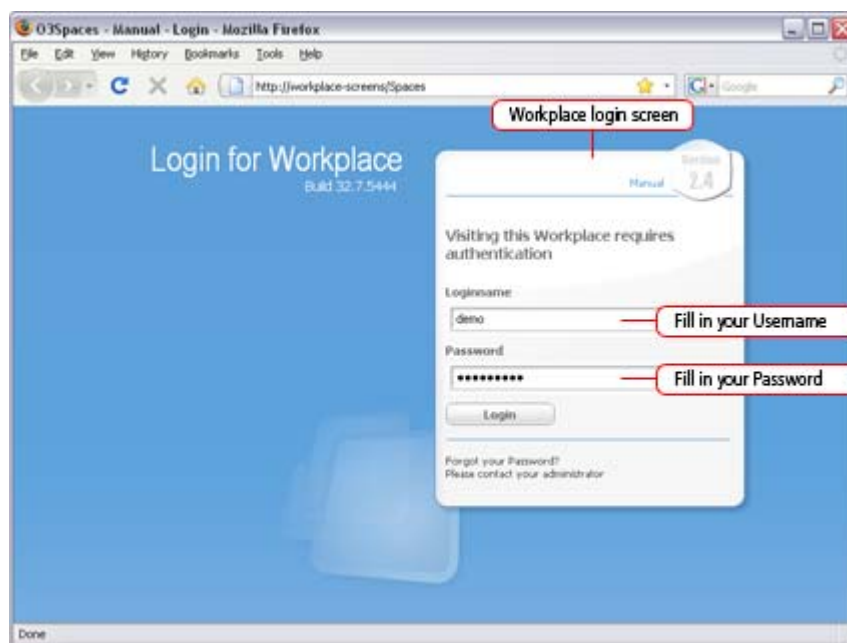 O3Spaces - Manual - Login - Mozilla Firefox
File Edit View History Bookmarks Tools Help
http://workplace-screens/Spaces
Google
Workplace login screen
Login for Workplace
Build 32.7.5444
Version
2.4
Manual
Visiting this Workplace requires
authentication
Loginname
demo
Fill in your Username
Password
•••••••••
Fill in your Password
Login
Forgot your Password?
Please contact your administrator
Done